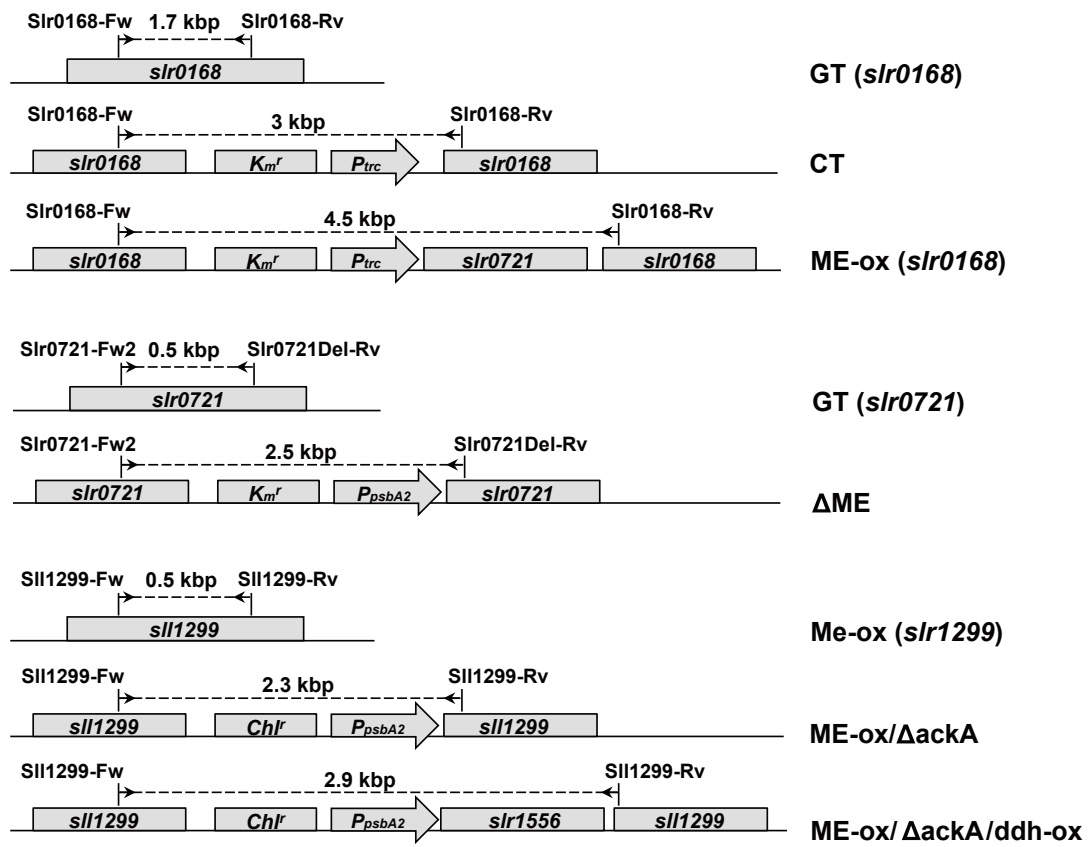 Slr0168-Fw 1.7 kbp Slr0168-Rv
slr0168
GT (slr0168)
Slr0168-Fw 3 kbp Slr0168-Rv
slr0168 Kmr Ptrc slr0168
CT
Slr0168-Fw 4.5 kbp Slr0168-Rv
slr0168 Kmr Ptrc slr0721 slr0168
ME-ox (slr0168)
Slr0721-Fw2 0.5 kbp Slr0721Del-Rv
slr0721
GT (slr0721)
Slr0721-Fw2 2.5 kbp Slr0721Del-Rv
slr0721 Kmr PpsbA2 slr0721
ΔME
Sll1299-Fw 0.5 kbp Sll1299-Rv
sll1299
Me-ox (slr1299)
Sll1299-Fw 2.3 kbp Sll1299-Rv
sll1299 Chlr PpsbA2 sll1299
ME-ox/ΔackA
Sll1299-Fw 2.9 kbp Sll1299-Rv
sll1299 Chlr PpsbA2 slr1556 sll1299
ME-ox/ ΔackA/ddh-ox